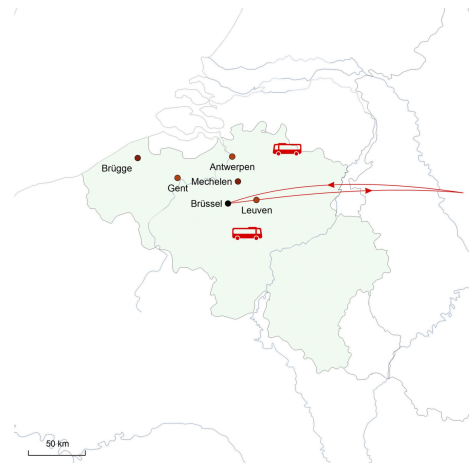 Antwerpen
Brügge
Mechelen
Gent
Brüssel
Leuven
50 km